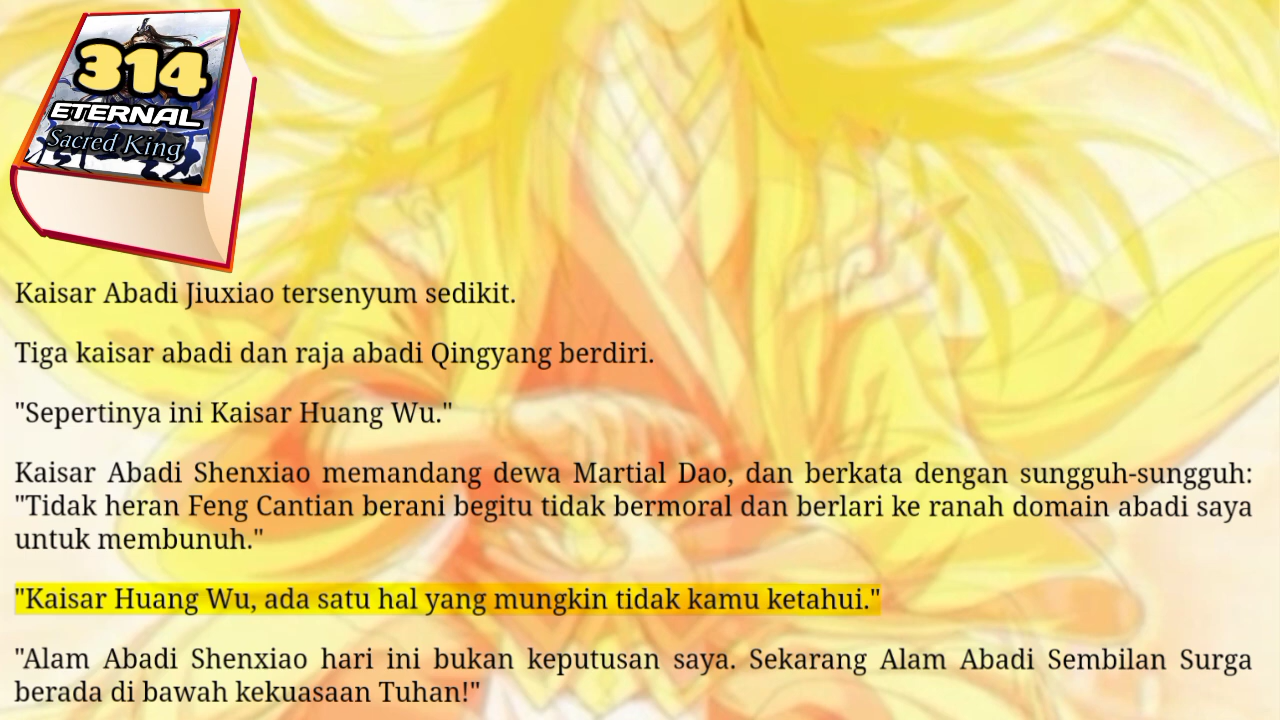 314
ETERNAL
Sacred King
Kaisar Abadi Jiuxiao tersenyum sedikit.
Tiga kaisar abadi dan raja abadi Qingyang berdiri.
"Sepertinya ini Kaisar Huang Wu."
Kaisar Abadi Shenxiao memandang dewa Martial Dao, dan berkata dengan sungguh-sungguh:
"Tidak heran Feng Cantian berani begitu tidak bermoral dan berlari ke ranah domain abadi saya
untuk membunuh."
"Kaisar Huang Wu, ada satu hal yang mungkin tidak kamu ketahui."
"Alam Abadi Shenxiao hari ini bukan keputusan saya. Sekarang Alam Abadi Sembilan Surga
berada di bawah kekuasaan Tuhan!"